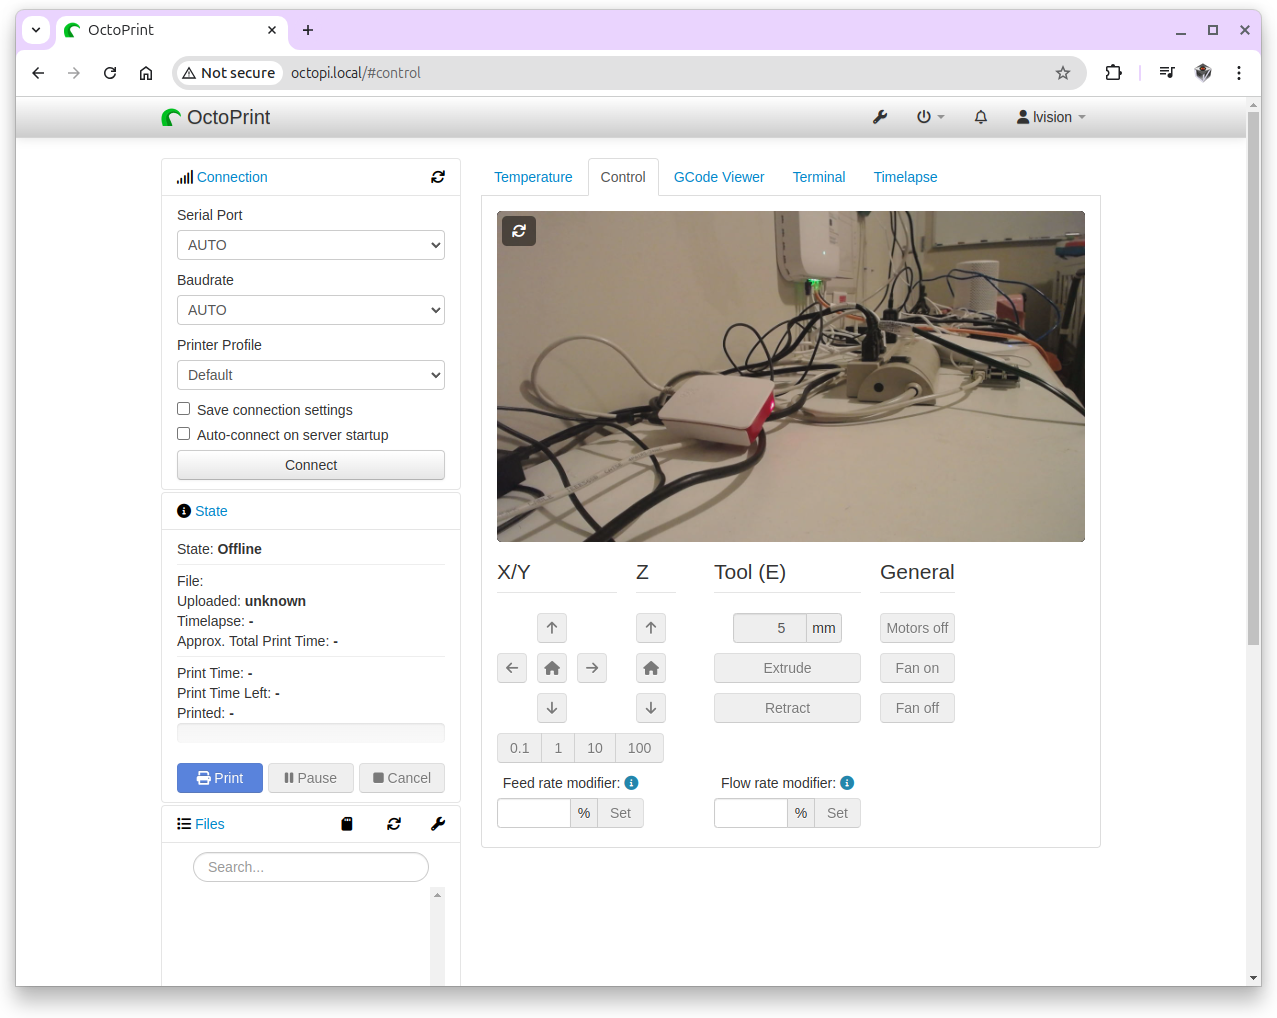 OctoPrint
Not secure
octopi.local/#control
OctoPrint
lvision
Connection
Serial Port
AUTO
Baudrate
AUTO
Printer Profile
Default
Save connection settings
Auto-connect on server startup
Connect
State
State: Offline
File:
Uploaded: unknown
Timelapse: -
Approx. Total Print Time: -
Print Time: -
Print Time Left: -
Printed: -
Print
Pause
Cancel
Files
Search...
Temperature
Control
GCode Viewer
Terminal
Timelapse
X/Y
Z
Tool (E)
General
5 mm
Motors off
Extrude
Fan on
Retract
Fan off
0.1 1 10 100
Feed rate modifier:
Flow rate modifier:
% Set
% Set